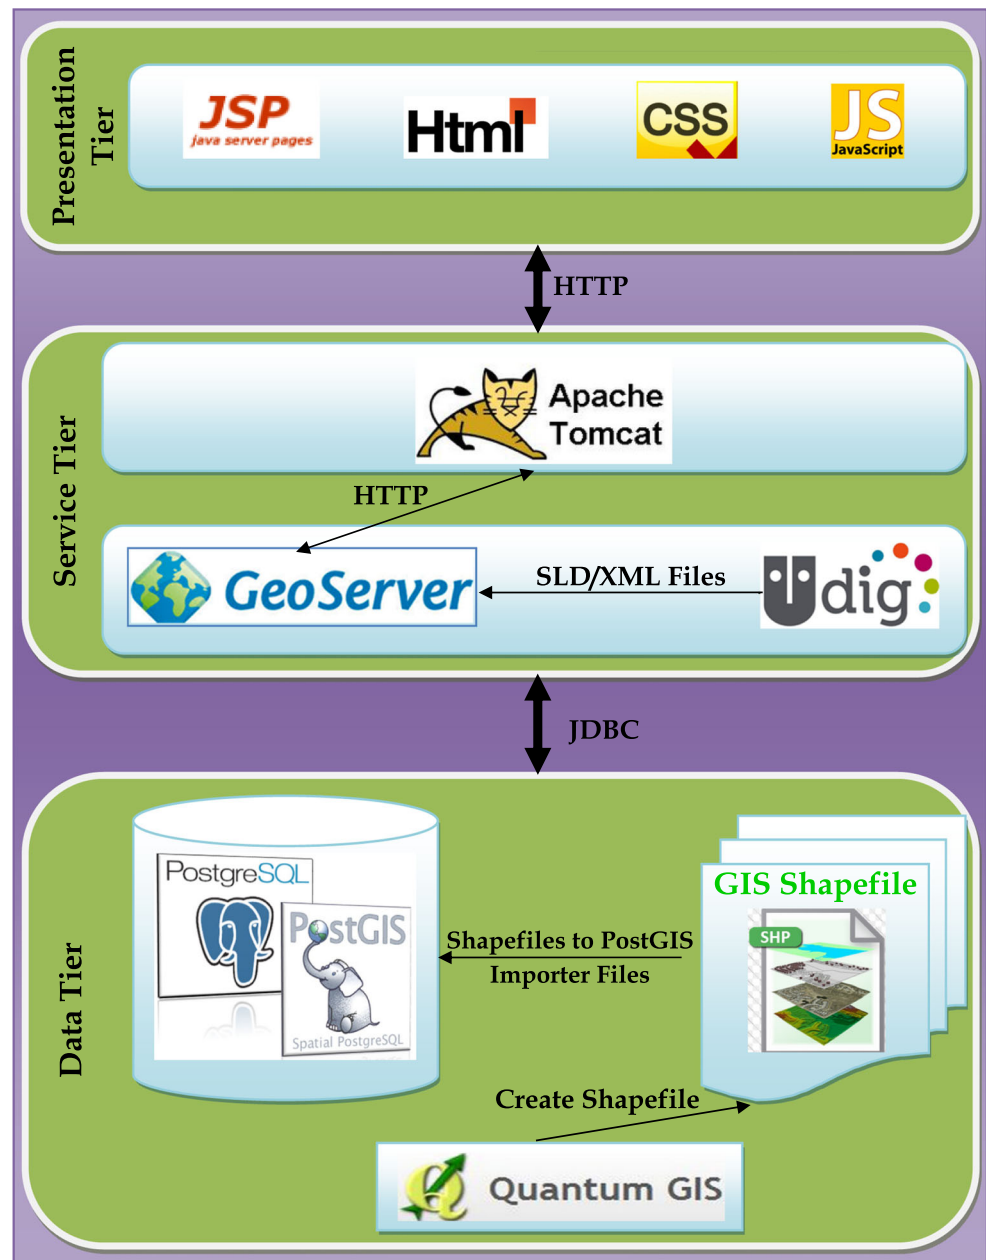 Presentation
Tier
JSP
java server pages
Html
CSS
JS
JavaScript
HTTP
Service Tier
Apache
Tomcat
HTTP
GeoServer
SLD/XML Files
Udig
JDBC
Data Tier
PostgreSQL
PostGIS
Spatial PostgreSQL
Shapefiles to PostGIS
Importer Files
GIS Shapefile
SHP
Create Shapefile
Quantum GIS